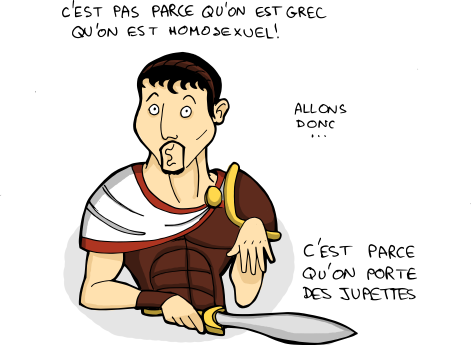 C'EST PAS PARCE QU'ON EST GREC
QU'ON EST HOMOSEXUEL!
ALLONS
DONC
...
C'EST PARCE
QU'ON PORTE
DES JUPETTES